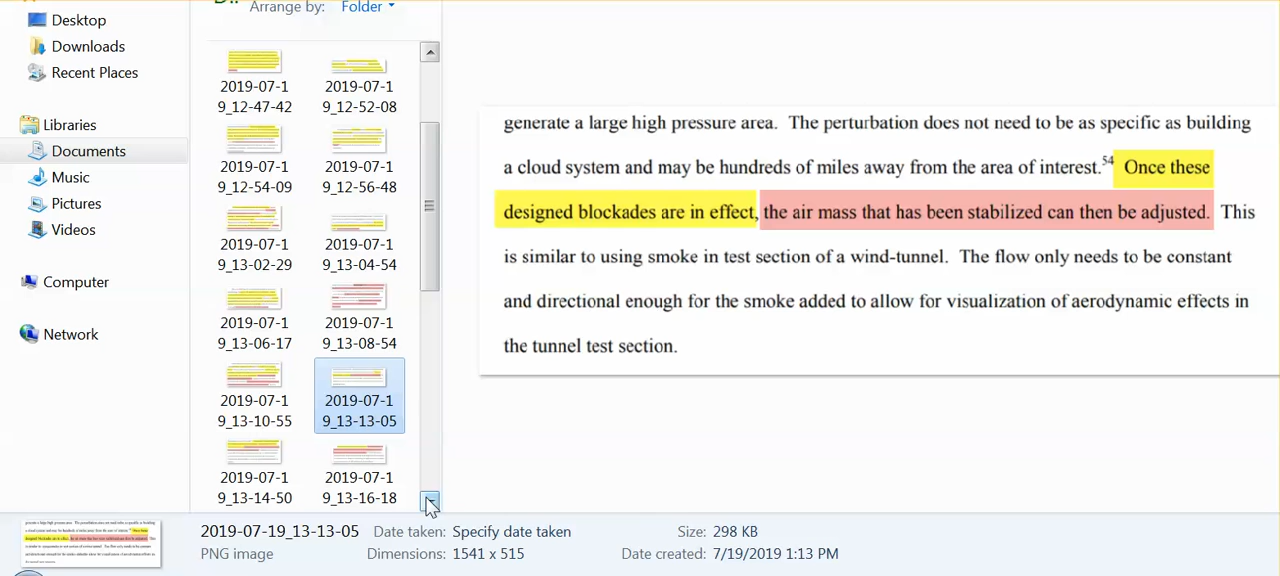 Arrange by: Folder
Desktop
Downloads
Recent Places
Libraries
Documents
Music
Pictures
Videos
Computer
Network
2019-07-1
9_12-47-42
2019-07-1
9_12-52-08
2019-07-1
9_12-54-09
2019-07-1
9_12-56-48
2019-07-1
9_13-02-29
2019-07-1
9_13-04-54
2019-07-1
9_13-06-17
2019-07-1
9_13-08-54
2019-07-1
9_13-10-55
2019-07-1
9_13-13-05
2019-07-1
9_13-14-50
2019-07-1
9_13-16-18
generate a large high pressure area. The perturbation does not need to be as specific as building
a cloud system and may be hundreds of miles away from the area of interest.54 Once these
designed blockades are in effect, the air mass that has been stabilized can then be adjusted. This
is similar to using smoke in test section of a wind-tunnel. The flow only needs to be constant
and directional enough for the smoke added to allow for visualization of aerodynamic effects in
the tunnel test section.
2019-07-19_13-13-05 Date taken: Specify date taken Size: 298 KB
PNG image Dimensions: 1541 x 515 Date created: 7/19/2019 1:13 PM